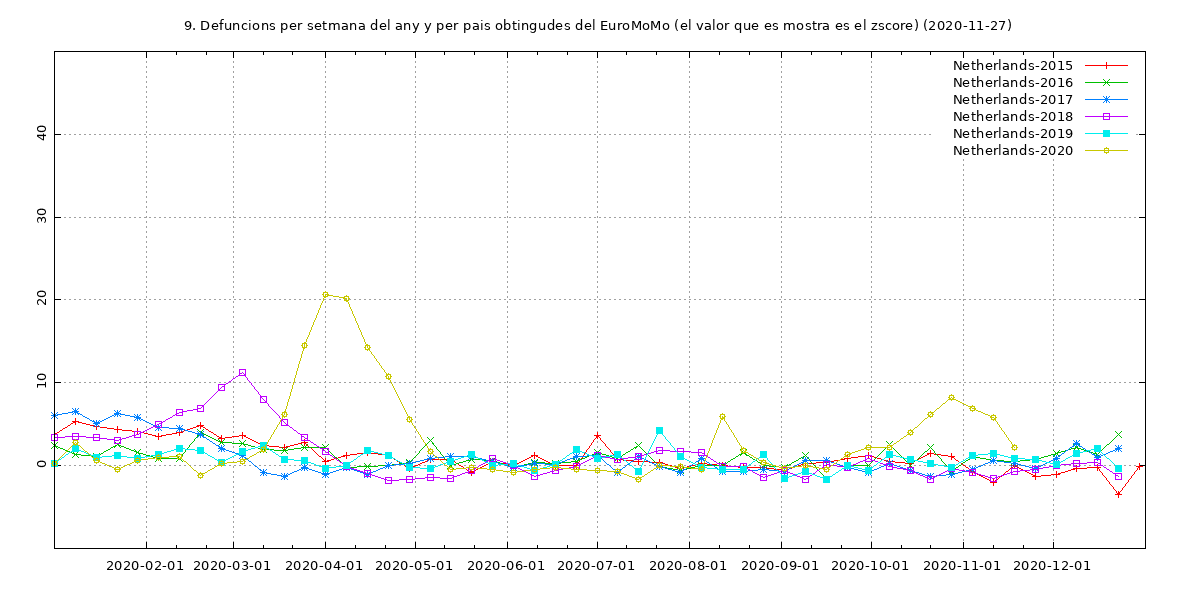 9. Defuncions per setmana del any y per pais obtingudes del EuroMoMo (el valor que es mostra es el zscore) (2020-11-27)
Netherlands-2015
Netherlands-2016
Netherlands-2017
Netherlands-2018
Netherlands-2019
Netherlands-2020
40
30
20
10
0
2020-02-01 2020-03-01 2020-04-01 2020-05-01 2020-06-01 2020-07-01 2020-08-01 2020-09-01 2020-10-01 2020-11-01 2020-12-01